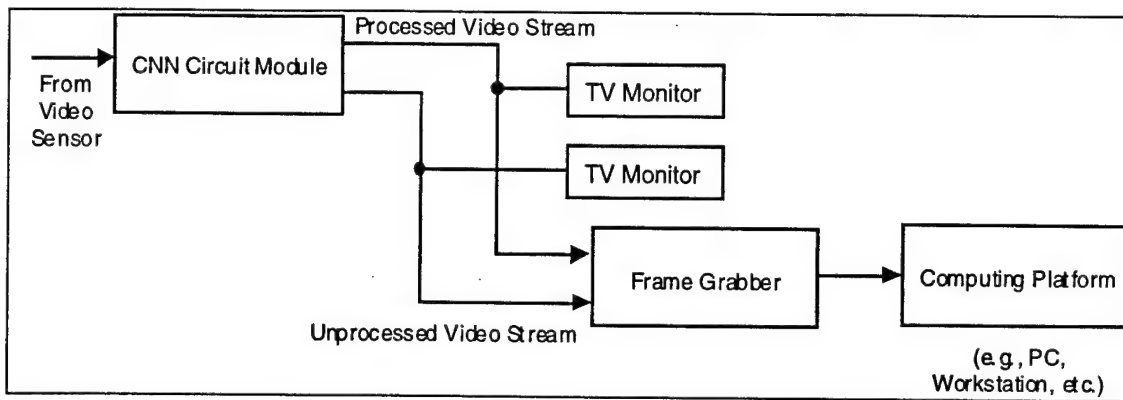 Processed Video Stream
CNN Circuit Module
From
Video
Sensor
TV Monitor
TV Monitor
Frame Grabber
Computing Platform
Unprocessed Video Stream
(e.g., PC,
Workstation, etc.)